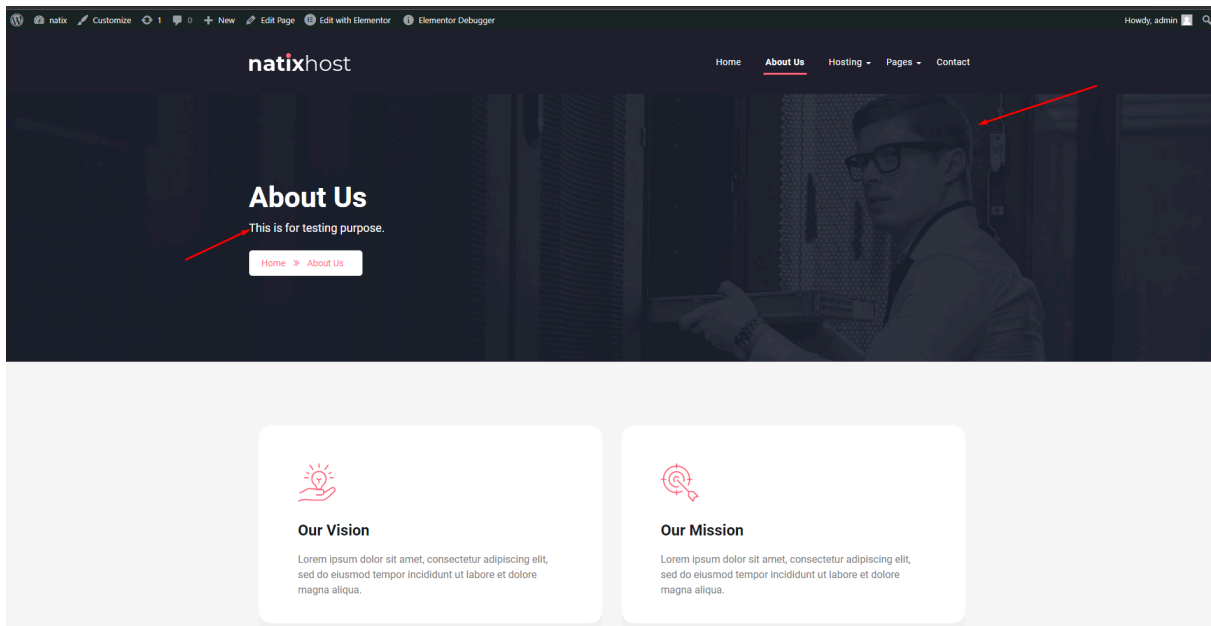 natix Customize 1 0 New Edit Page Edit with Elementor Elementor Debugger Howdy, admin
natixhost Home About Us Hosting Pages Contact
About Us
This is for testing purpose.
Home » About Us
Our Vision Our Mission
Lorem ipsum dolor sit amet, consectetur adipiscing elit,
sed do eiusmod tempor incididunt ut labore et dolore
magna aliqua.
Lorem ipsum dolor sit amet, consectetur adipiscing elit,
sed do eiusmod tempor incididunt ut labore et dolore
magna aliqua.